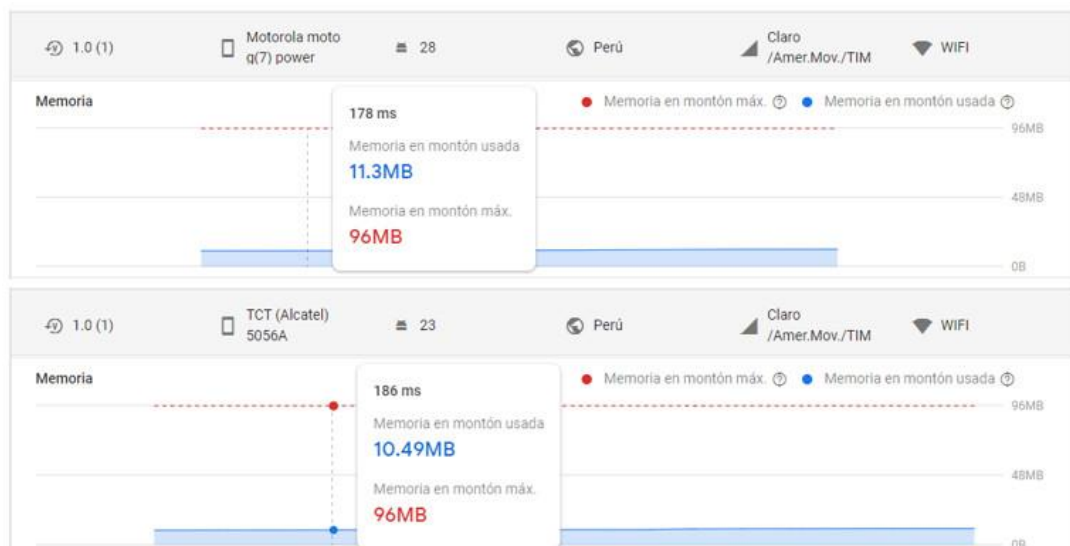 1.0 (1)
Motorola moto
g(7) power
28
Perú
Claro
/Amer.Mov./TIM
WIFI
Memoria
Memoria en montón máx.
Memoria en montón usada
178 ms
Memoria en montón usada
11.3MB
Memoria en montón máx.
96MB
96MB
48MB
0B
1.0 (1)
TCT (Alcatel)
5056A
23
Perú
Claro
/Amer.Mov./TIM
WIFI
Memoria
Memoria en montón máx.
Memoria en montón usada
186 ms
Memoria en montón usada
10.49MB
Memoria en montón máx.
96MB
96MB
48MB
0B